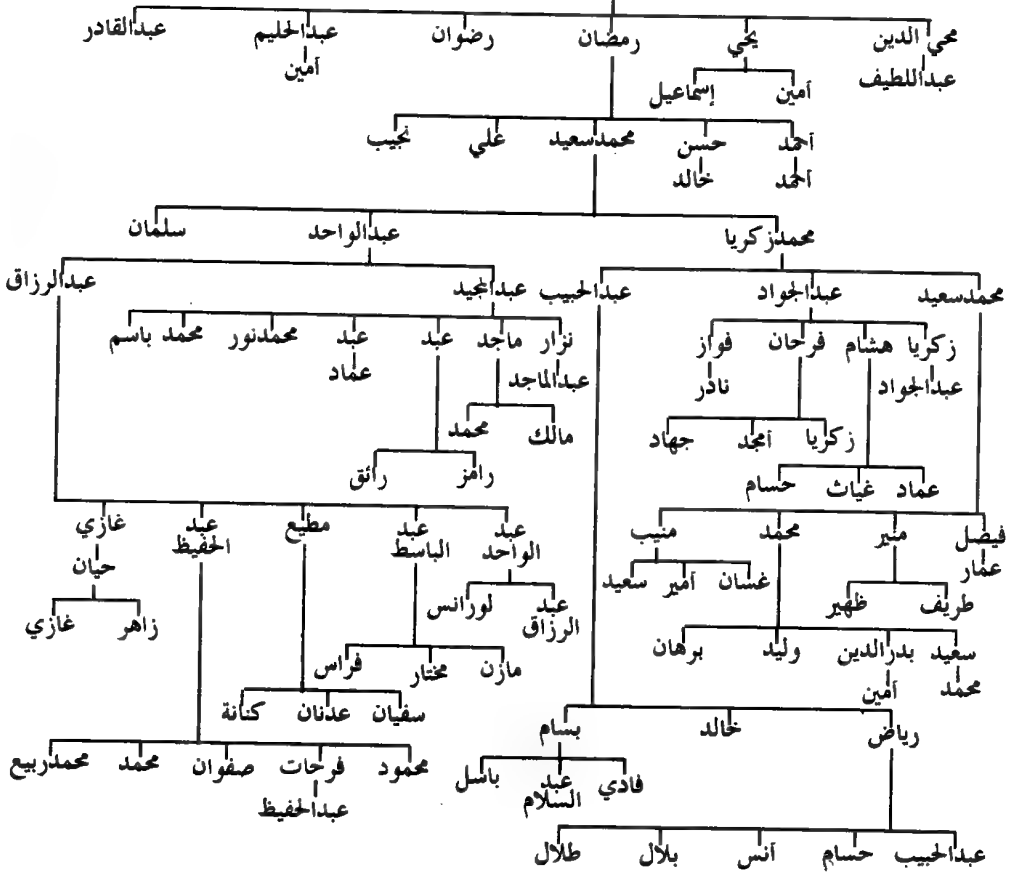 محي الدين يحي رمضان رضوان عبدالحليم عبدالقادر
عبداللطيف أمين إسماعيل أمين
أحمد حسن محمدسعيد علي نجيب
أحمد خالد
محمدزكريا عبدالواحد سلمان
محمدسعيد عبدالجواد عبدالحبيب عبدالمجيد عبدالرزاق
زكريا هشام فرحان فواز نزار ماجد عبد عبد محمدنور محمد باسم
عبدالجواد نادر عبدالماجد عماد
زكريا أمجد جهاد مالك محمد
عماد غياث حسام رامز رائق
فيصل منير محمد منيب عبد الواحد عبد الباسط مطيع عبد الحفيظ غازي
عمار غسان أمير سعيد حيان
طريف ظهير عبد الرزاق لورانس زاهر غازي
سعيد بدرالدين وليد برهان مازن مختار فراس
محمد أمين سفيان عدنان كنانة
رياض خالد بسام محمود فرحات صفوان محمد محمدربيع
فادي عبد السلام باسل عبدالحفيظ
عبدالحبيب حسام أنس بلال طلال